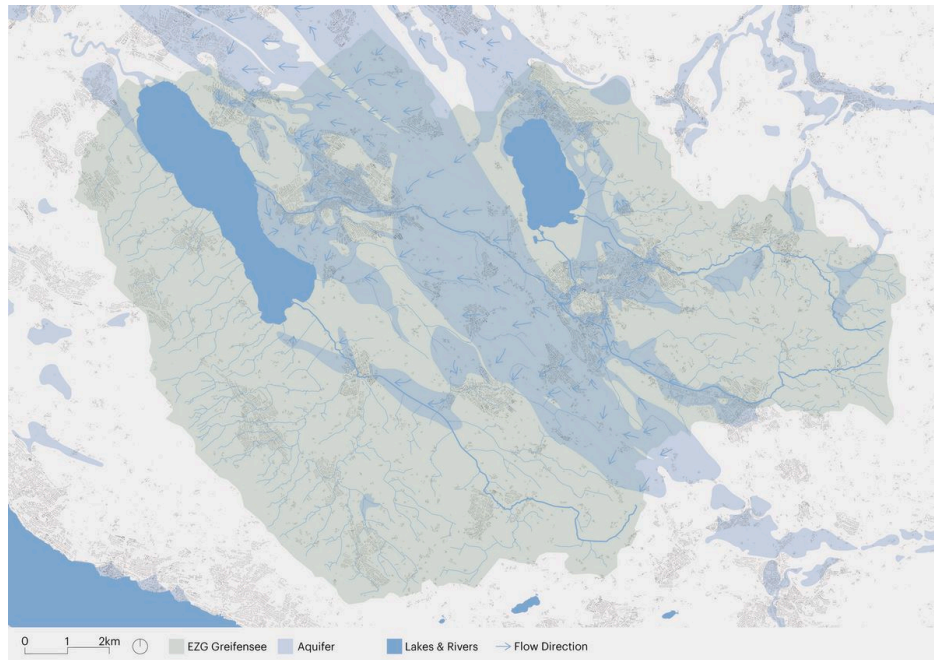 0 1 2km
EZG Greifensee
Aquifer
Lakes & Rivers
Flow Direction